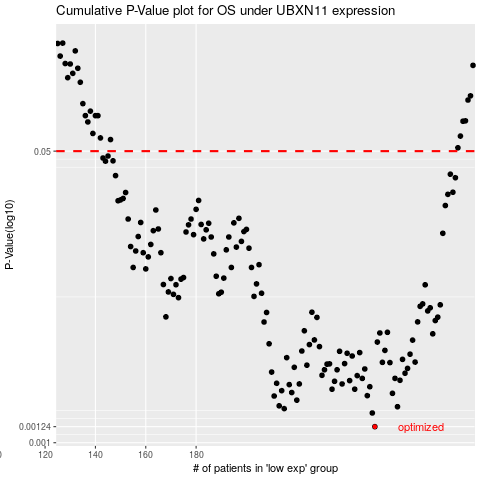 Cumulative P-Value plot for OS under UBXN11 expression
P-Value(log10)
0.05
0.00124
0.001
optimized
0
120
140
160
180
# of patients in 'low exp' group